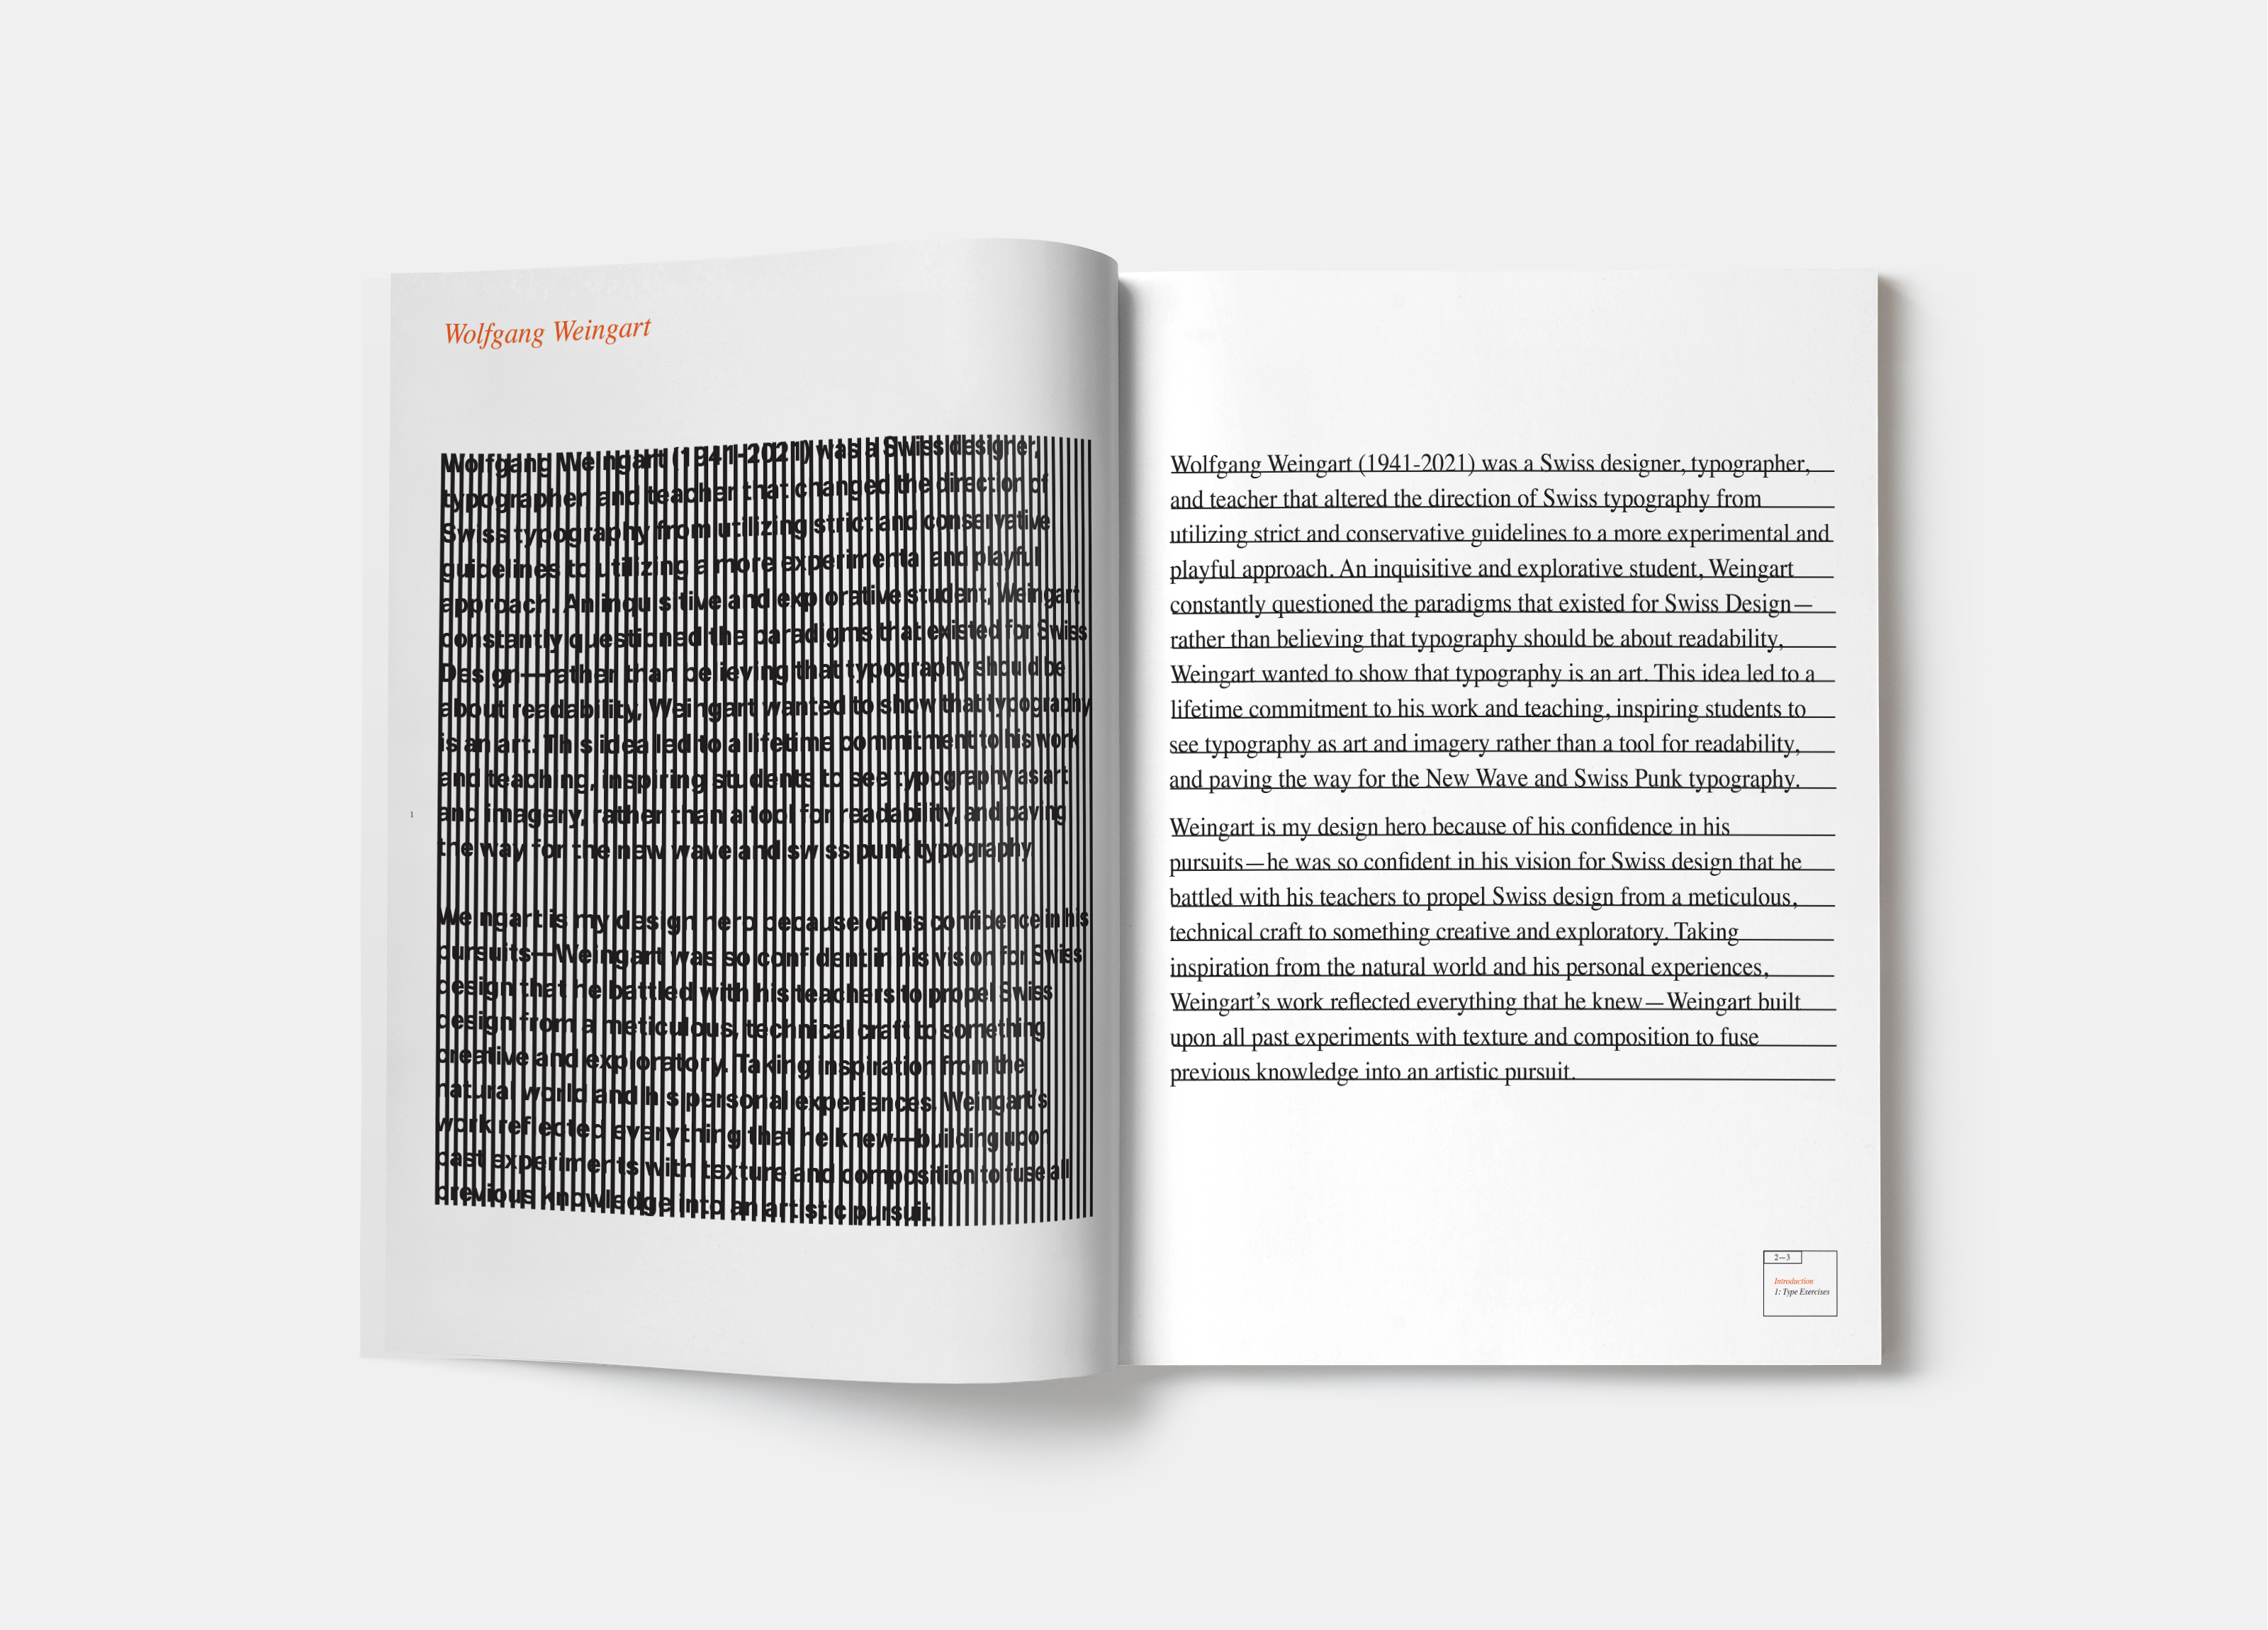 Wolfgang Weingart
Wolfgang Weingart (1941-2021) was a Swiss designer,
typographer, and teacher that changed the direction of
Swiss typography from utilizing strict and conservative
guidelines to utilizing a more experimental and playful
approach. An inquisitive and explorative student, Weingart
constantly questioned the paradigms that existed for Swiss
Design—rather than believing that typography should be
about readability, Weingart wanted to show that typography
is an art. This idea led to a lifetime commitment to his work
and teaching, inspiring students to see typography as art
and imagery, rather than a tool for readability, and paving
the way for the new wave and swiss punk typography
Weingart is my design hero because of his confidence in his
pursuits—Weingart was so confident in his vision for Swiss
design that he battled with his teachers to propel Swiss
design from a meticulous, technical craft to something
creative and exploratory. Taking inspiration from the
natural world and his personal experiences, Weingart's
work reflected everything that he knew—building upon
past experiments with texture and composition to fuse all
previous knowledge into an artistic pursuit.
1
Wolfgang Weingart (1941-2021) was a Swiss designer, typographer,
and teacher that altered the direction of Swiss typography from
utilizing strict and conservative guidelines to a more experimental and
playful approach. An inquisitive and explorative student, Weingart
constantly questioned the paradigms that existed for Swiss Design—
rather than believing that typography should be about readability,
Weingart wanted to show that typography is an art. This idea led to a
lifetime commitment to his work and teaching, inspiring students to
see typography as art and imagery rather than a tool for readability,
and paving the way for the New Wave and Swiss Punk typography.
Weingart is my design hero because of his confidence in his
pursuits—he was so confident in his vision for Swiss design that he
battled with his teachers to propel Swiss design from a meticulous,
technical craft to something creative and exploratory. Taking
inspiration from the natural world and his personal experiences,
Weingart’s work reflected everything that he knew—Weingart built
upon all past experiments with texture and composition to fuse
previous knowledge into an artistic pursuit.
2—3
Introduction
1: Type Exercises